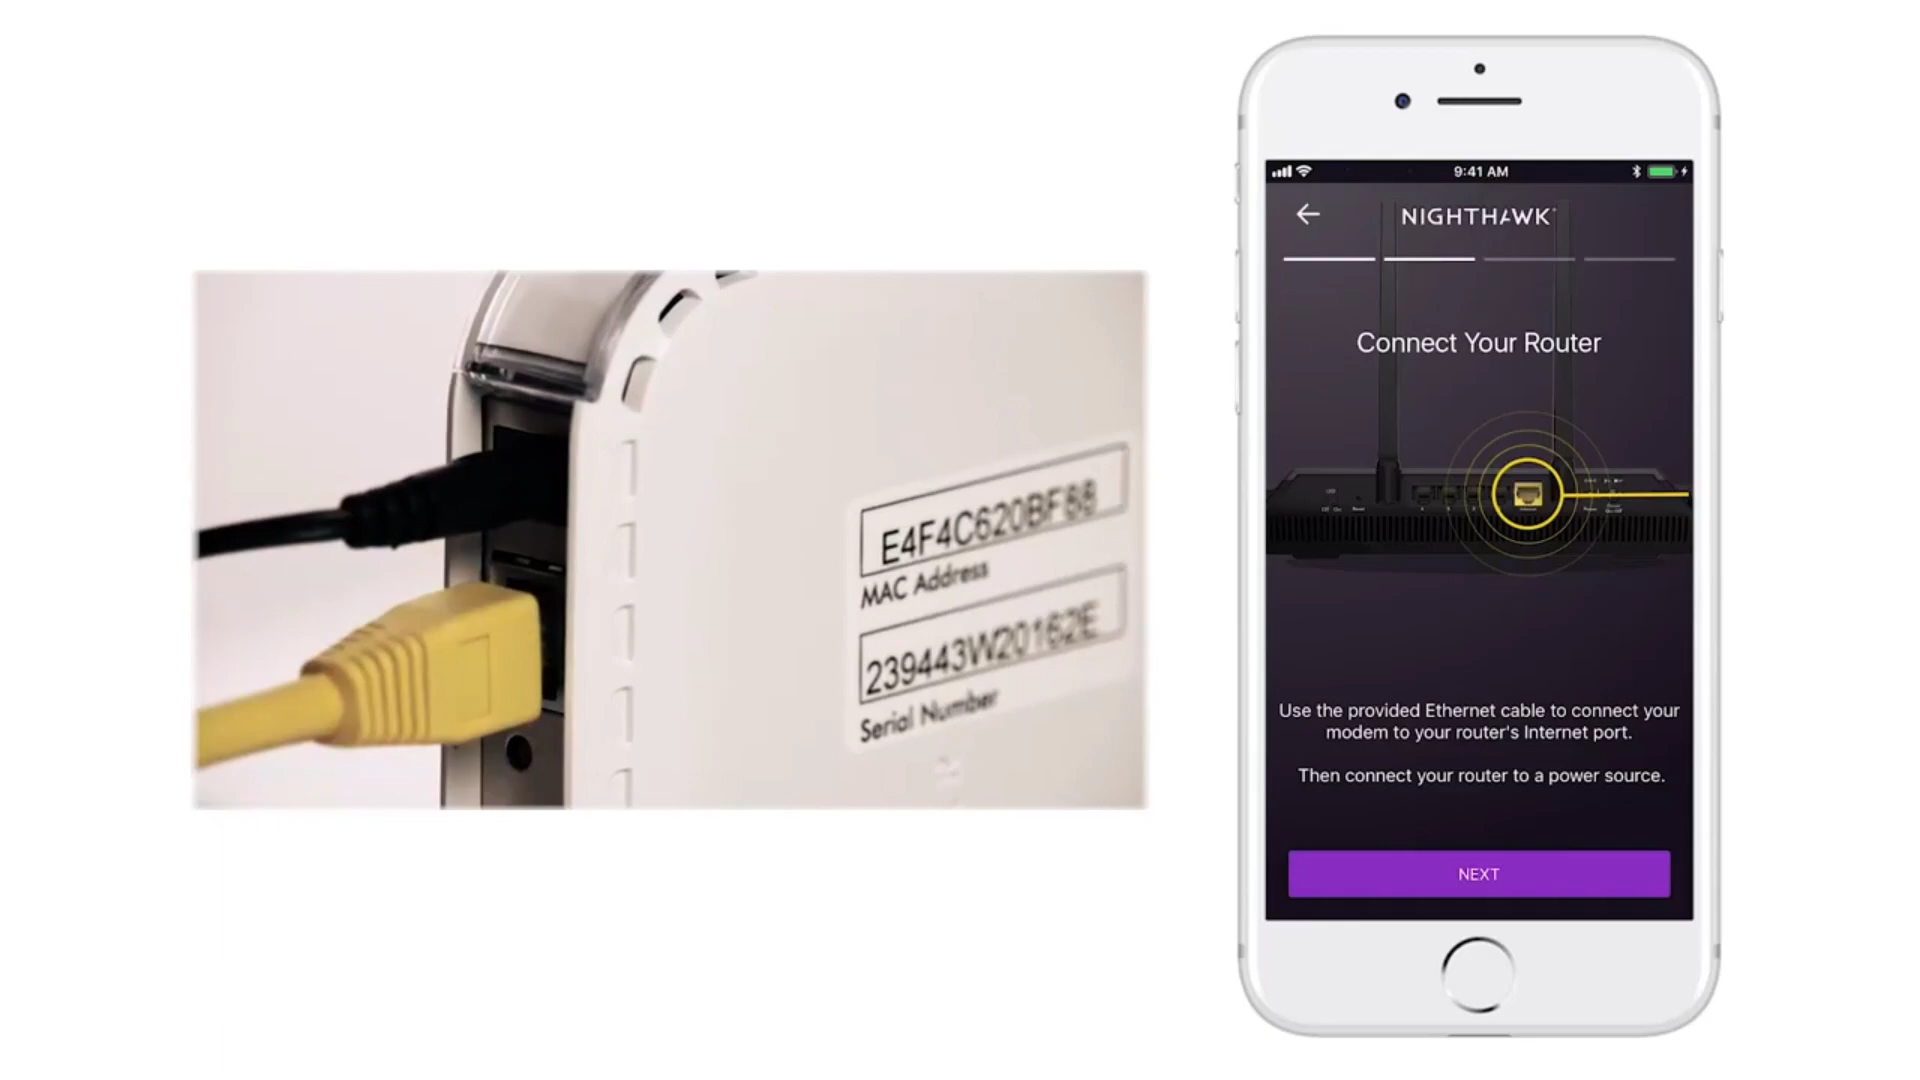 E4F4C620BF88
MAC Address
239443W20162E
Serial Number
9:41 AM
NIGHTHAWK
Connect Your Router
Use the provided Ethernet cable to connect your
modem to your router's Internet port.
Then connect your router to a power source.
NEXT